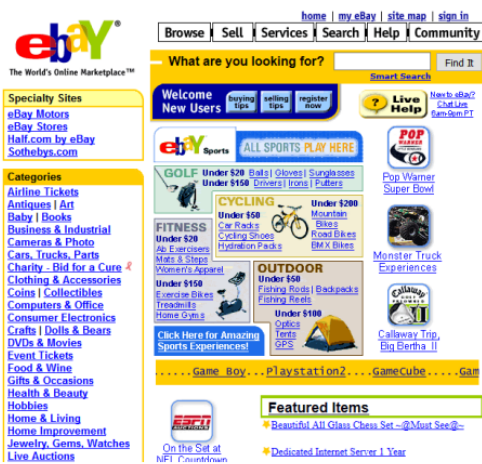 home | my eBay | site map | sign in
ebaY®
The World's Online Marketplace™
Browse Sell Services Search Help Community
What are you looking for? Find It
Smart Search
Welcome
New Users
buying tips
selling tips
register now
? Live Help
New to eBay?
Chat Live
6am-6pm PT
Specialty Sites
eBay Motors
eBay Stores
Half.com by eBay
Sothebys.com
Categories
Airline Tickets
Antiques | Art
Baby | Books
Business & Industrial
Cameras & Photo
Cars, Trucks, Parts
Charity - Bid for a Cure
Clothing & Accessories
Coins | Collectibles
Computers & Office
Consumer Electronics
Crafts | Dolls & Bears
DVDs & Movies
Event Tickets
Food & Wine
Gifts & Occasions
Health & Beauty
Hobbies
Home & Living
Home Improvement
Jewelry, Gems, Watches
Live Auctions
ebaY Sports ALL SPORTS PLAY HERE
GOLF Under $20 Balls | Gloves | Sunglasses
Under $150 Drivers | Irons | Putters
CYCLING
Under $50
Car Racks
Cycling Shoes
Hydration Packs
Under $200
Mountain
Bikes
Road Bikes
BMX Bikes
FITNESS
Under $20
Ab Exercisers
Mats & Steps
Women's Apparel
Under $150
Exercise Bikes
Treadmills
Home Gyms
OUTDOOR
Under $50
Fishing Rods | Backpacks
Fishing Reels
Under $100
Optics
Tents
GPS
Click Here for Amazing
Sports Experiences!
POP
WARNER
Pop Warner
Super Bowl
Monster Truck
Experiences
Callaway
Callaway Trip,
Big Bertha II
......Game Boy...Playstation2....GameCube.....Gam
ESPN
AUCTIONS
On the Set at
NFL Countdown
Featured Items
Beautiful All Glass Chess Set ~@Must See@~
Dedicated Internet Server 1 Year